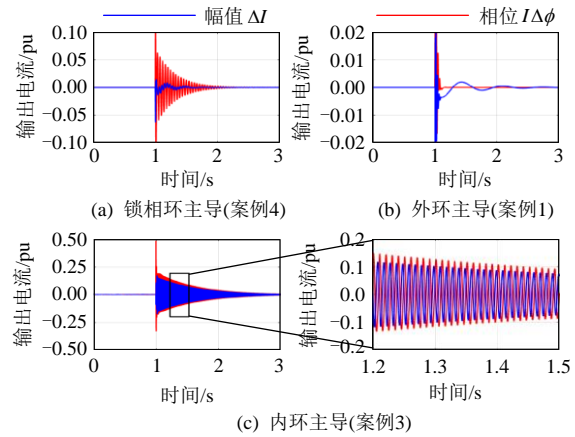 幅值 ΔI 相位 IΔϕ
输出电流/pu
0.10
0.05
0.00
−0.05
−0.10
0 1 2 3
时间/s
(a) 锁相环主导(案例4)
输出电流/pu
0.02
0.01
0.00
−0.01
−0.02
0 1 2 3
时间/s
(b) 外环主导(案例1)
输出电流/pu
0.50
0.25
0.00
−0.25
−0.50
0 1 2 3
时间/s
输出电流/pu
0.2
0.1
0.0
−0.1
−0.2
1.2 1.3 1.4 1.5
时间/s
(c) 内环主导(案例3)